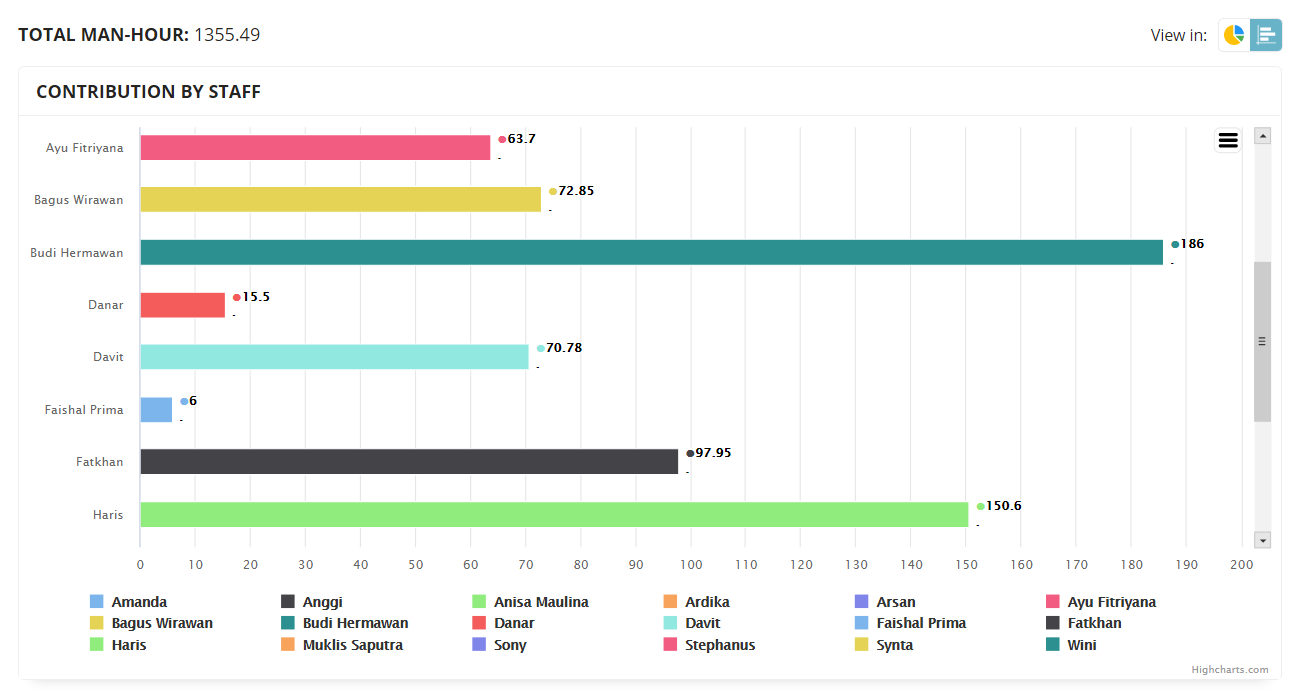 TOTAL MAN-HOUR: 1355.49
View in:
CONTRIBUTION BY STAFF
Ayu Fitriyana
63.7
-
Bagus Wirawan
72.85
-
Budi Hermawan
186
-
Danar
15.5
-
Davit
70.78
-
Faishal Prima
6
-
Fatkhan
97.95
-
Haris
150.6
-
0 10 20 30 40 50 60 70 80 90 100 110 120 130 140 150 160 170 180 190 200
Amanda Anggi Anisa Maulina Ardika Arsan Ayu Fitriyana
Bagus Wirawan Budi Hermawan Danar Davit Faishal Prima Fatkhan
Haris Muklis Saputra Sony Stephanus Synta Wini
Highcharts.com